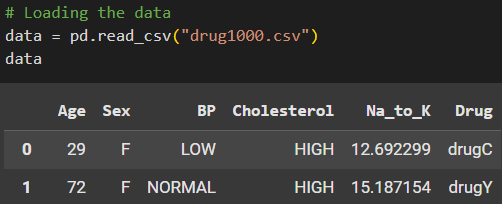 # Loading the data
data = pd.read_csv("drug1000.csv")
data
Age Sex BP Cholesterol Na_to_K Drug
0 29 F LOW HIGH 12.692299 drugC
1 72 F NORMAL HIGH 15.187154 drugY